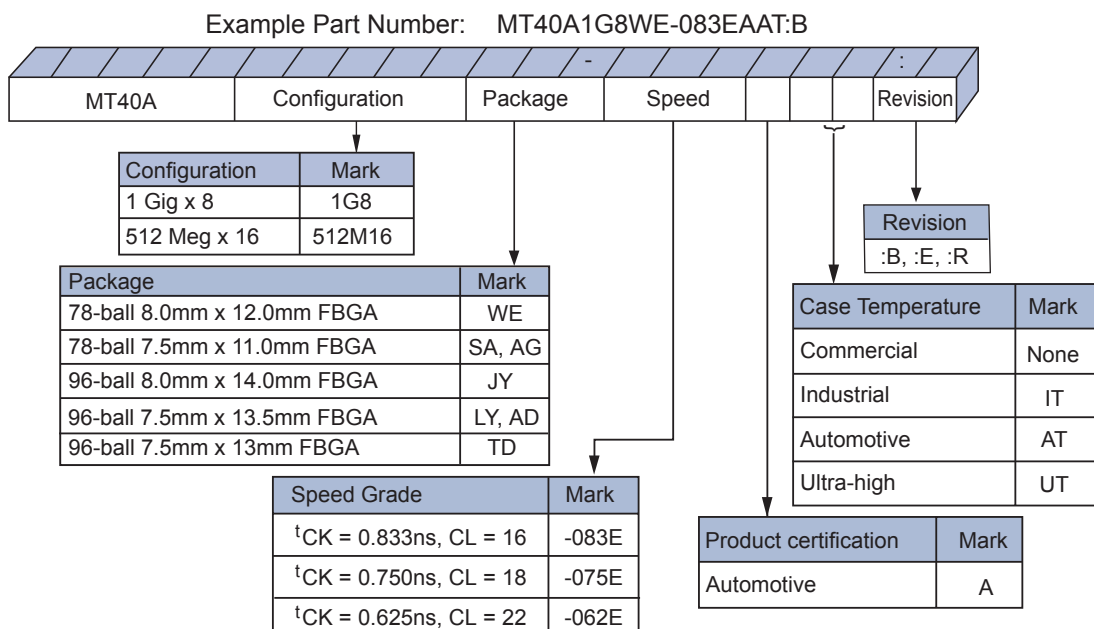 Example Part Number: MT40A1G8WE-083EAAT:B
- :
MT40A Configuration Package Speed Revision
Configuration Mark
1 Gig x 8 1G8
512 Meg x 16 512M16
Package Mark
78-ball 8.0mm x 12.0mm FBGA WE
78-ball 7.5mm x 11.0mm FBGA SA, AG
96-ball 8.0mm x 14.0mm FBGA JY
96-ball 7.5mm x 13.5mm FBGA LY, AD
96-ball 7.5mm x 13mm FBGA TD
Speed Grade Mark
tCK = 0.833ns, CL = 16 -083E
tCK = 0.750ns, CL = 18 -075E
tCK = 0.625ns, CL = 22 -062E
Revision
:B, :E, :R
Case Temperature Mark
Commercial None
Industrial IT
Automotive AT
Ultra-high UT
Product certification Mark
Automotive A